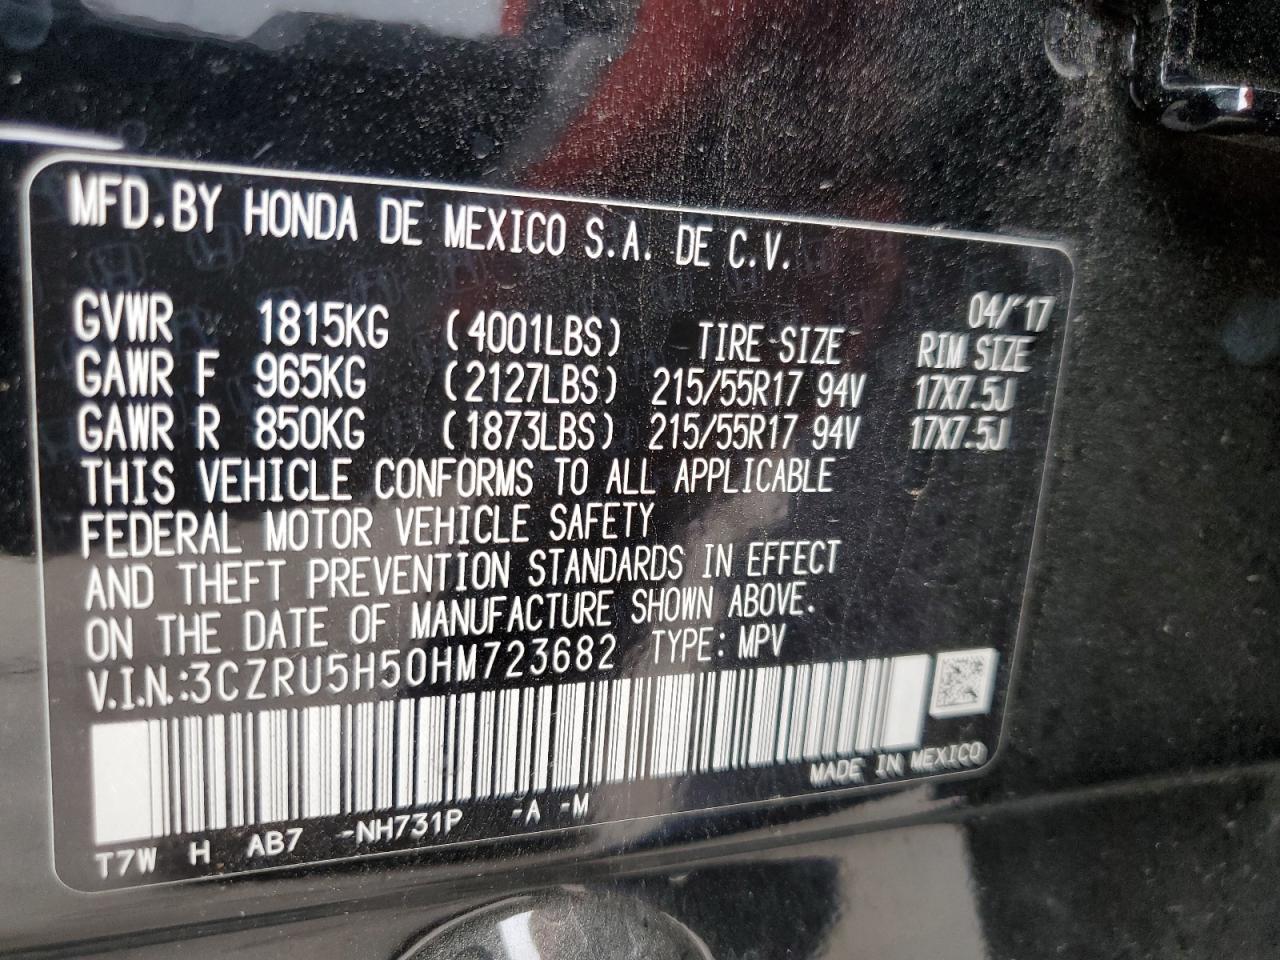 MFD.BY HONDA DE MEXICO S.A. DE C.V.
04/'17
GVWR 1815KG (4001LBS) TIRE SIZE RIM SIZE
GAWR F 965KG (2127LBS) 215/55R17 94V 17X7.5J
GAWR R 850KG (1873LBS) 215/55R17 94V 17X7.5J
THIS VEHICLE CONFORMS TO ALL APPLICABLE
FEDERAL MOTOR VEHICLE SAFETY
AND THEFT PREVENTION STANDARDS IN EFFECT
ON THE DATE OF MANUFACTURE SHOWN ABOVE.
V.I.N.:3CZRU5H50HM723682 TYPE: MPV
MADE IN MEXICO
T7W H AB7 -NH731P -A -M